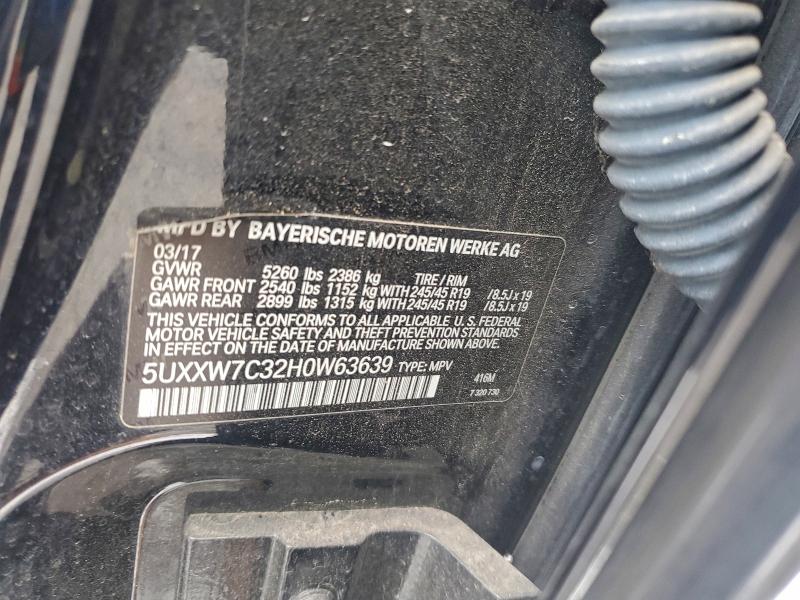 MFD BY BAYERISCHE MOTOREN WERKE AG
03/17
GVWR 5260 lbs 2386 kg TIRE / RIM
GAWR FRONT 2540 lbs 1152 kg WITH 245/45 R19 / 8.5J x 19
GAWR REAR 2899 lbs 1315 kg WITH 245/45 R19 / 8.5J x 19
THIS VEHICLE CONFORMS TO ALL APPLICABLE U. S. FEDERAL
MOTOR VEHICLE SAFETY AND THEFT PREVENTION STANDARDS
IN EFFECT ON THE DATE OF MANUFACTURE SHOWN ABOVE.
5UXXW7C32H0W63639 TYPE: MPV 416M
T 320 730